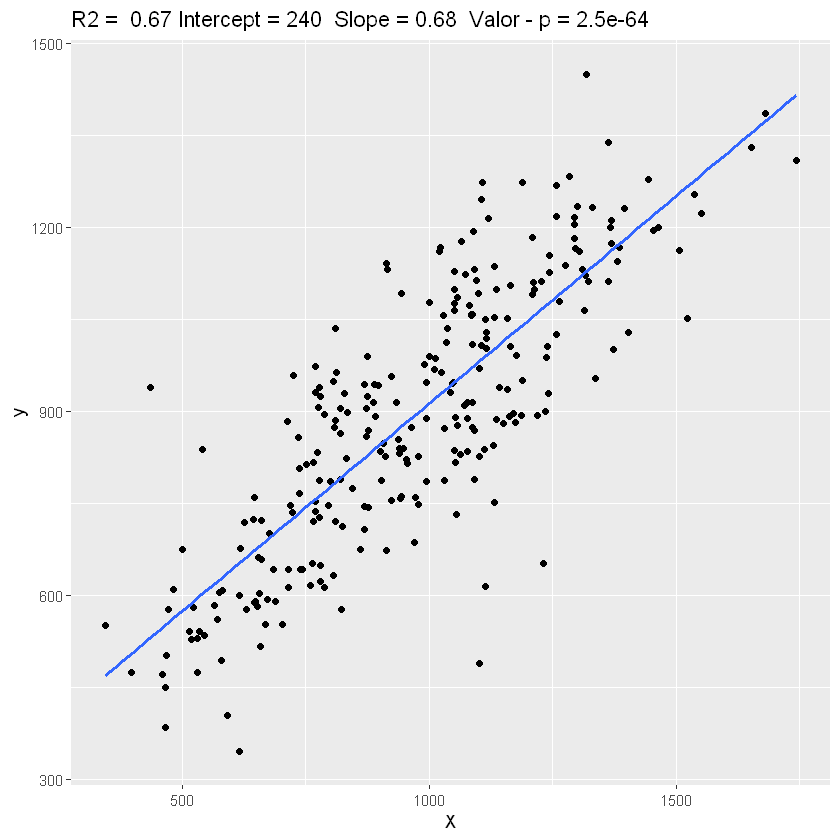 R2 =  0.67 Intercept = 240  Slope = 0.68  Valor - p = 2.5e-64
1500
1200
y
900
600
300
500
1000
1500
X